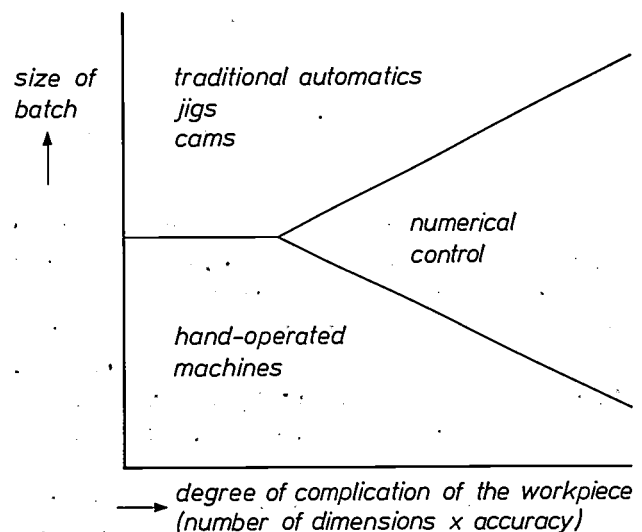 size of
batch
traditional automatics
jigs
cams
numerical
control
hand-operated
machines
degree of complication of the workpiece
(number of dimensions x accuracy)